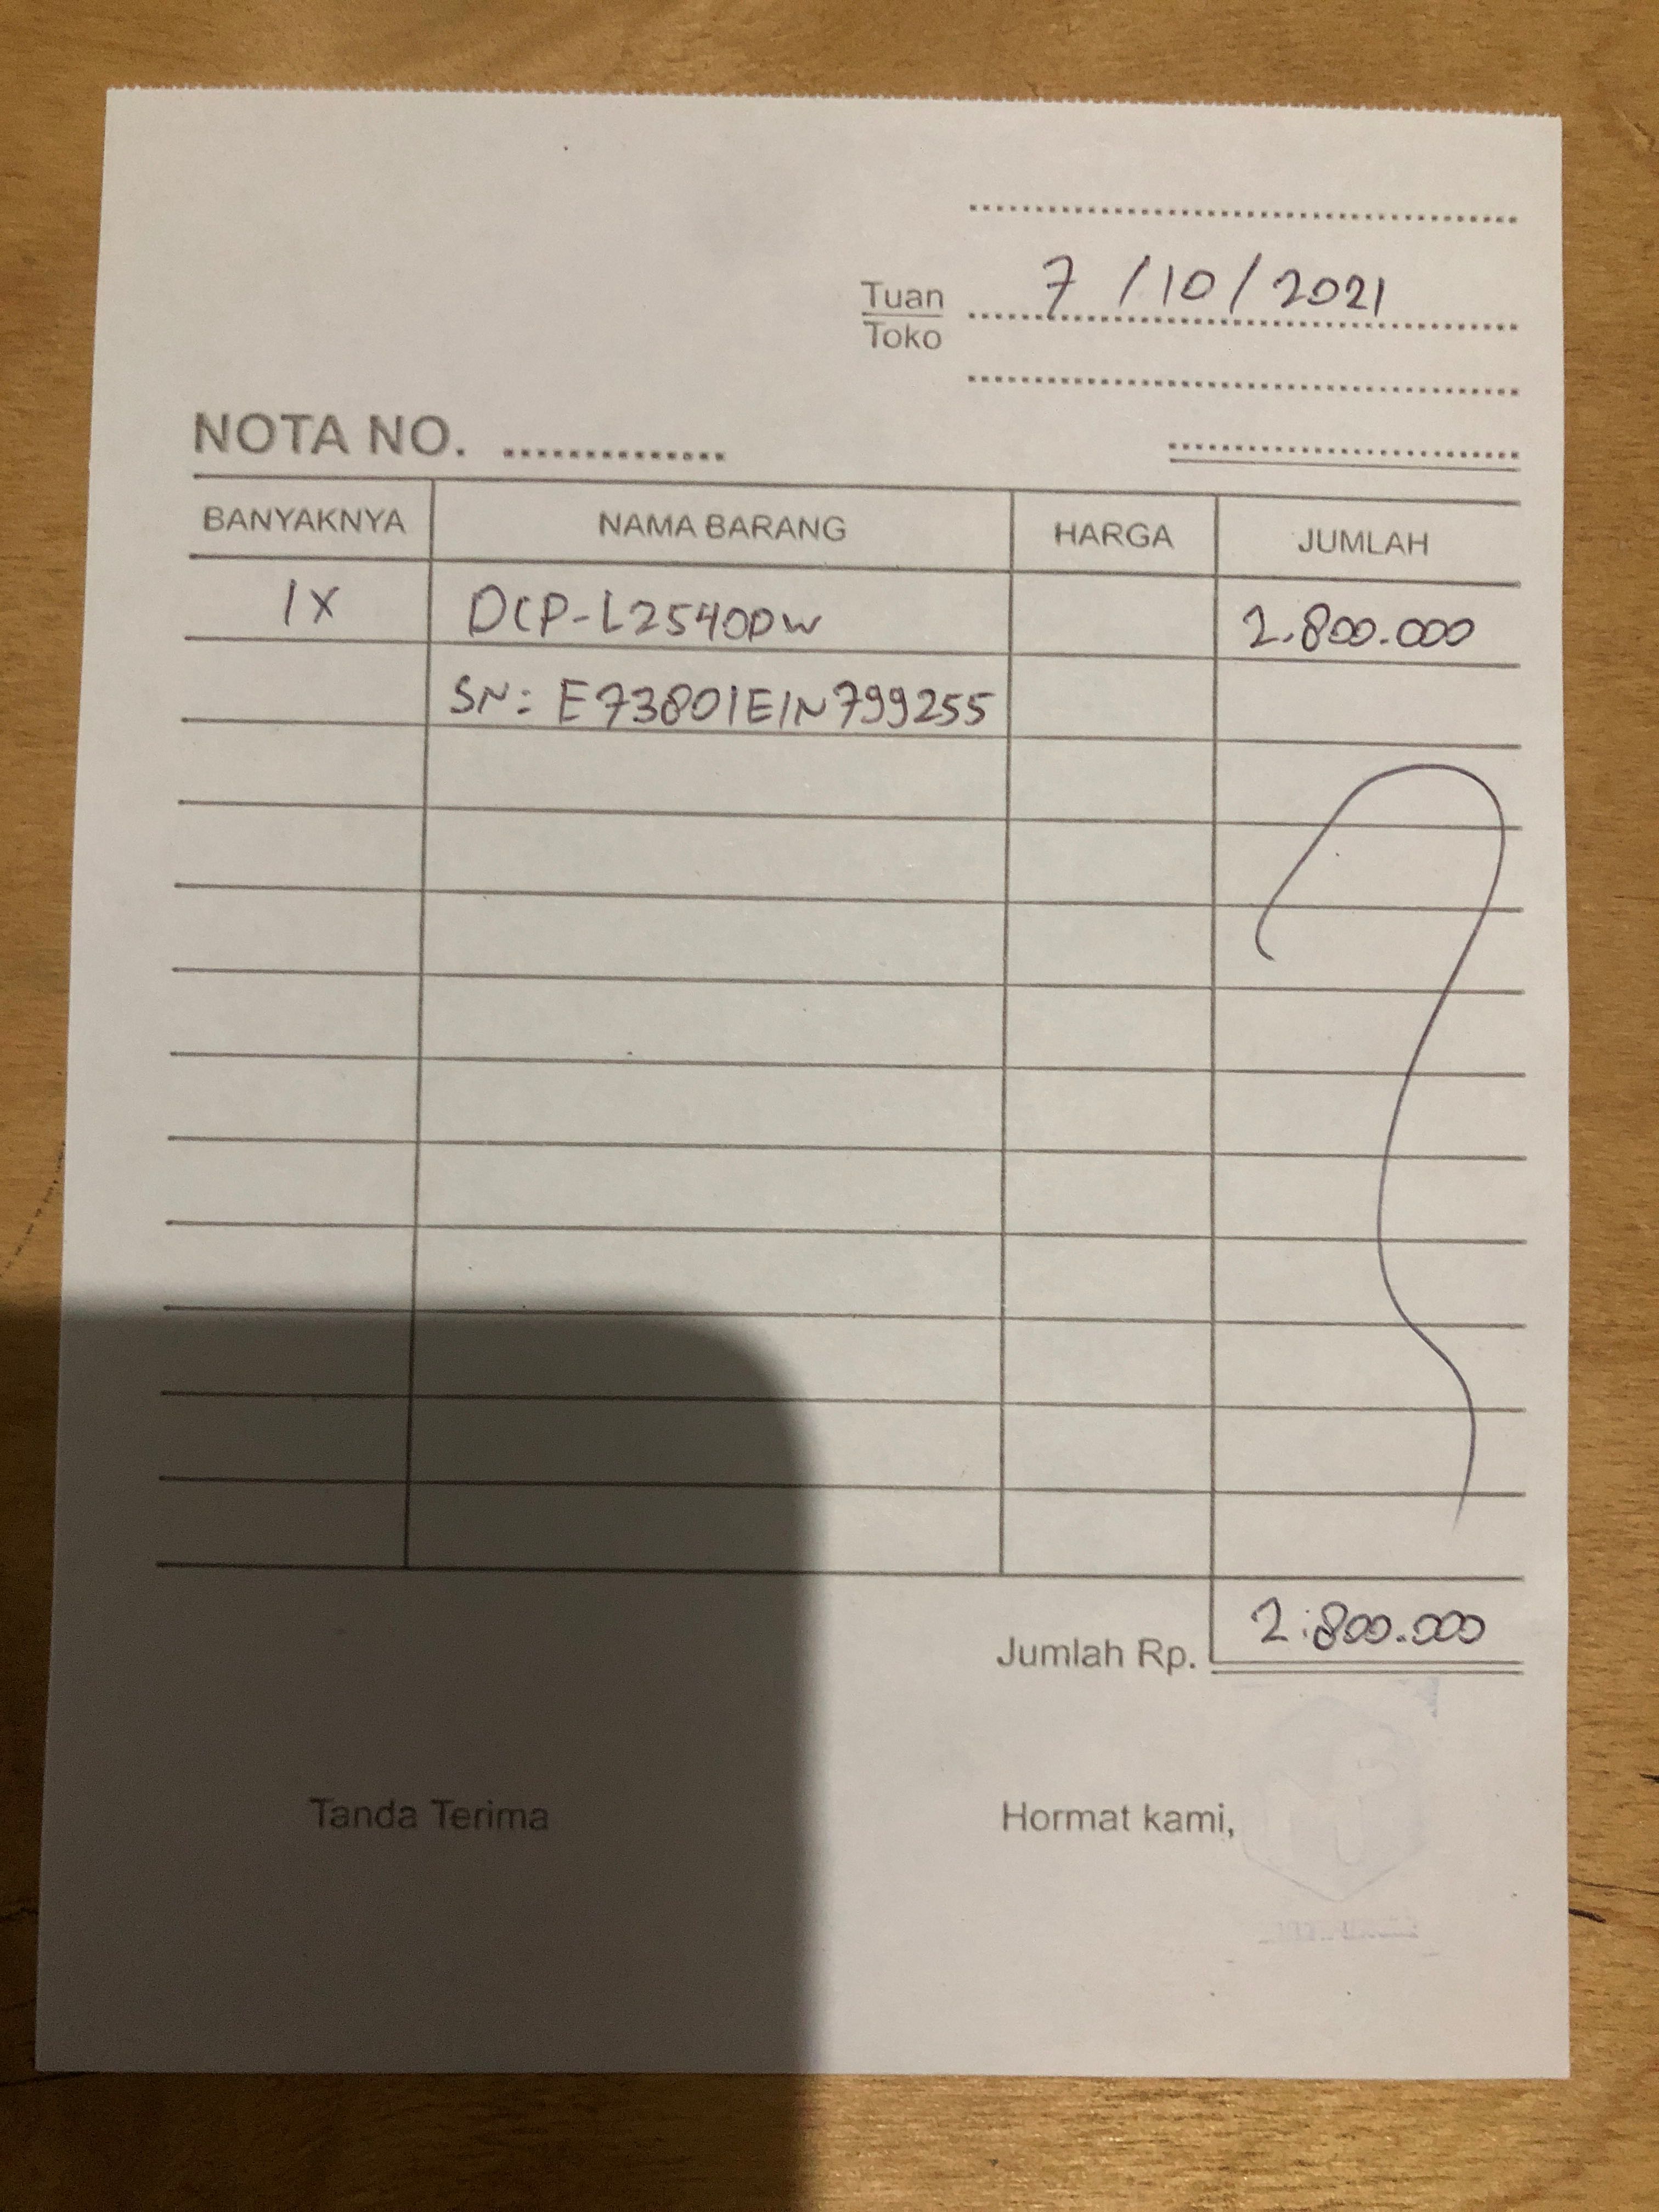 7/10/2021
Tuan
Toko
NOTA NO.
BANYAKNYA NAMA BARANG HARGA JUMLAH
1X DCP-L2540DW 2.800.000
SN: E73801E1N799255
Jumlah Rp. 2.800.000
Tanda Terima Hormat kami,